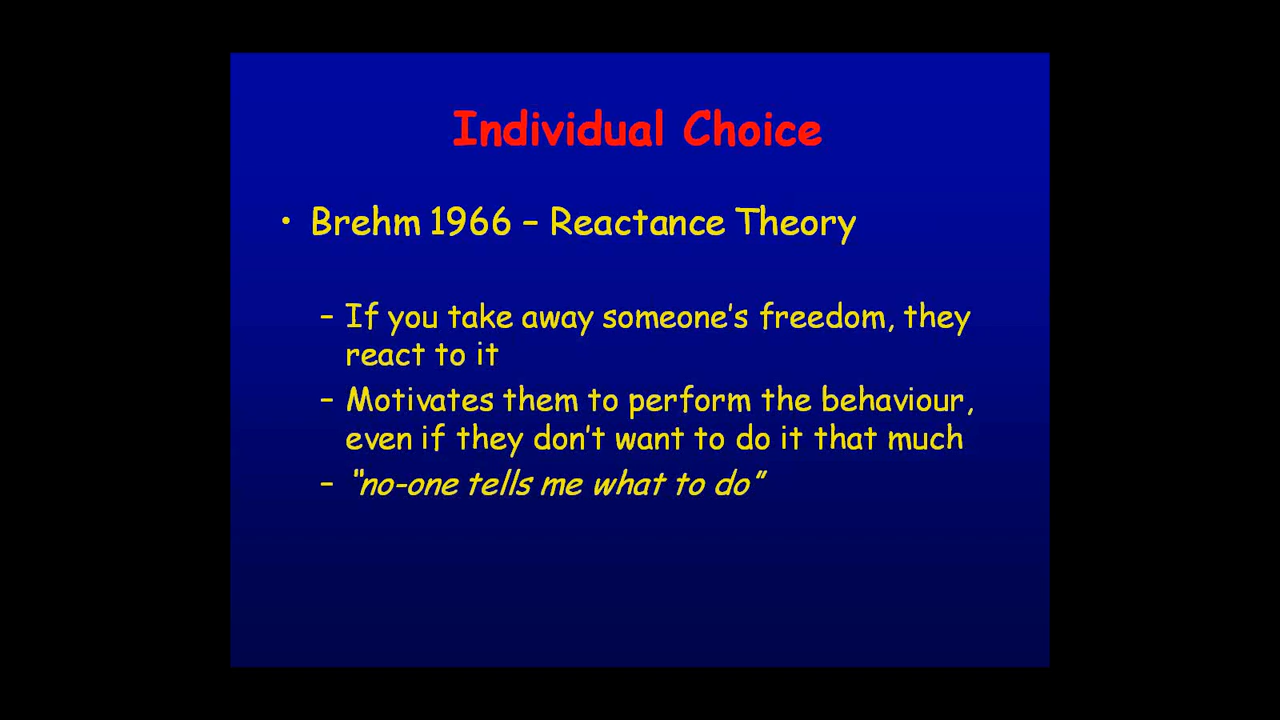 Individual Choice
• Brehm 1966 – Reactance Theory
– If you take away someone's freedom, they
react to it
– Motivates them to perform the behaviour,
even if they don't want to do it that much
– "no-one tells me what to do"